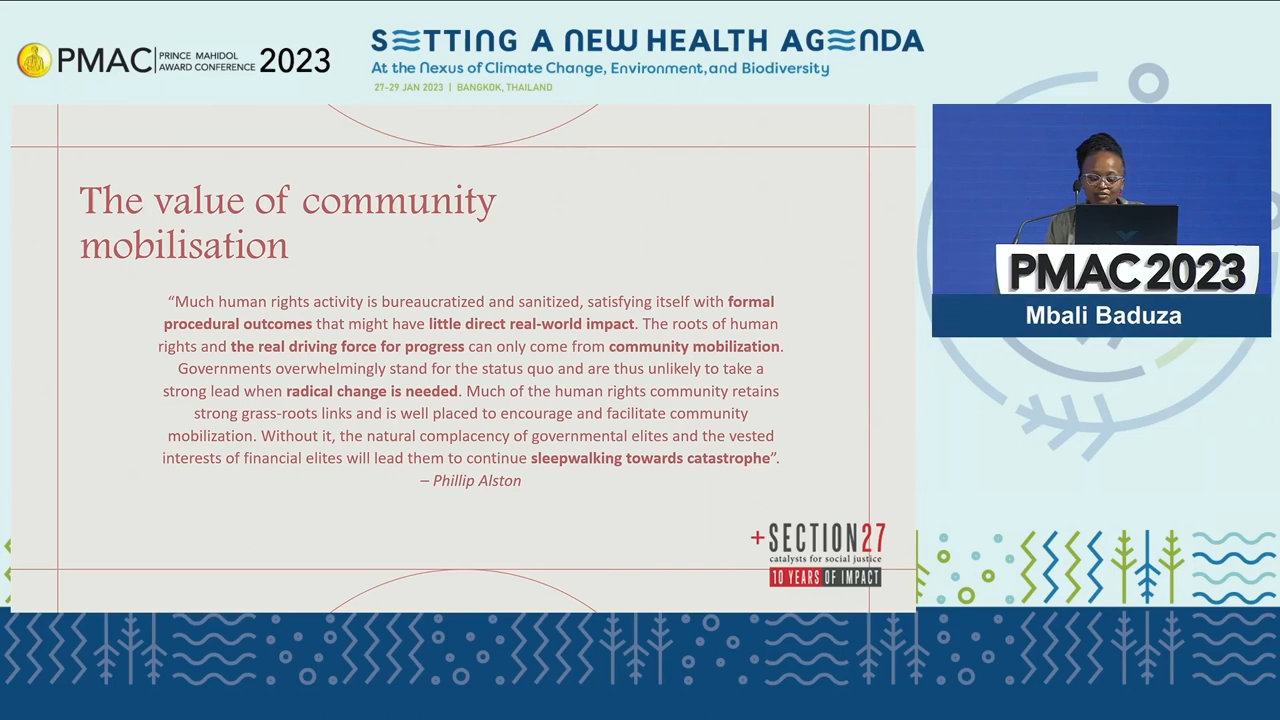 PMAC
PRINCE MAHIDOL
AWARD CONFERENCE
2023
SETTING A NEW HEALTH AGENDA
At the Nexus of Climate Change, Environment, and Biodiversity
27-29 JAN 2023 | BANGKOK, THAILAND
The value of community
mobilisation
“Much human rights activity is bureaucratized and sanitized, satisfying itself with formal
procedural outcomes that might have little direct real-world impact. The roots of human
rights and the real driving force for progress can only come from community mobilization.
Governments overwhelmingly stand for the status quo and are thus unlikely to take a
strong lead when radical change is needed. Much of the human rights community retains
strong grass-roots links and is well placed to encourage and facilitate community
mobilization. Without it, the natural complacency of governmental elites and the vested
interests of financial elites will lead them to continue sleepwalking towards catastrophe”.
– Phillip Alston
+SECTION27
catalysts for social justice
10 YEARS OF IMPACT
PMAC 2023
Mbali Baduza